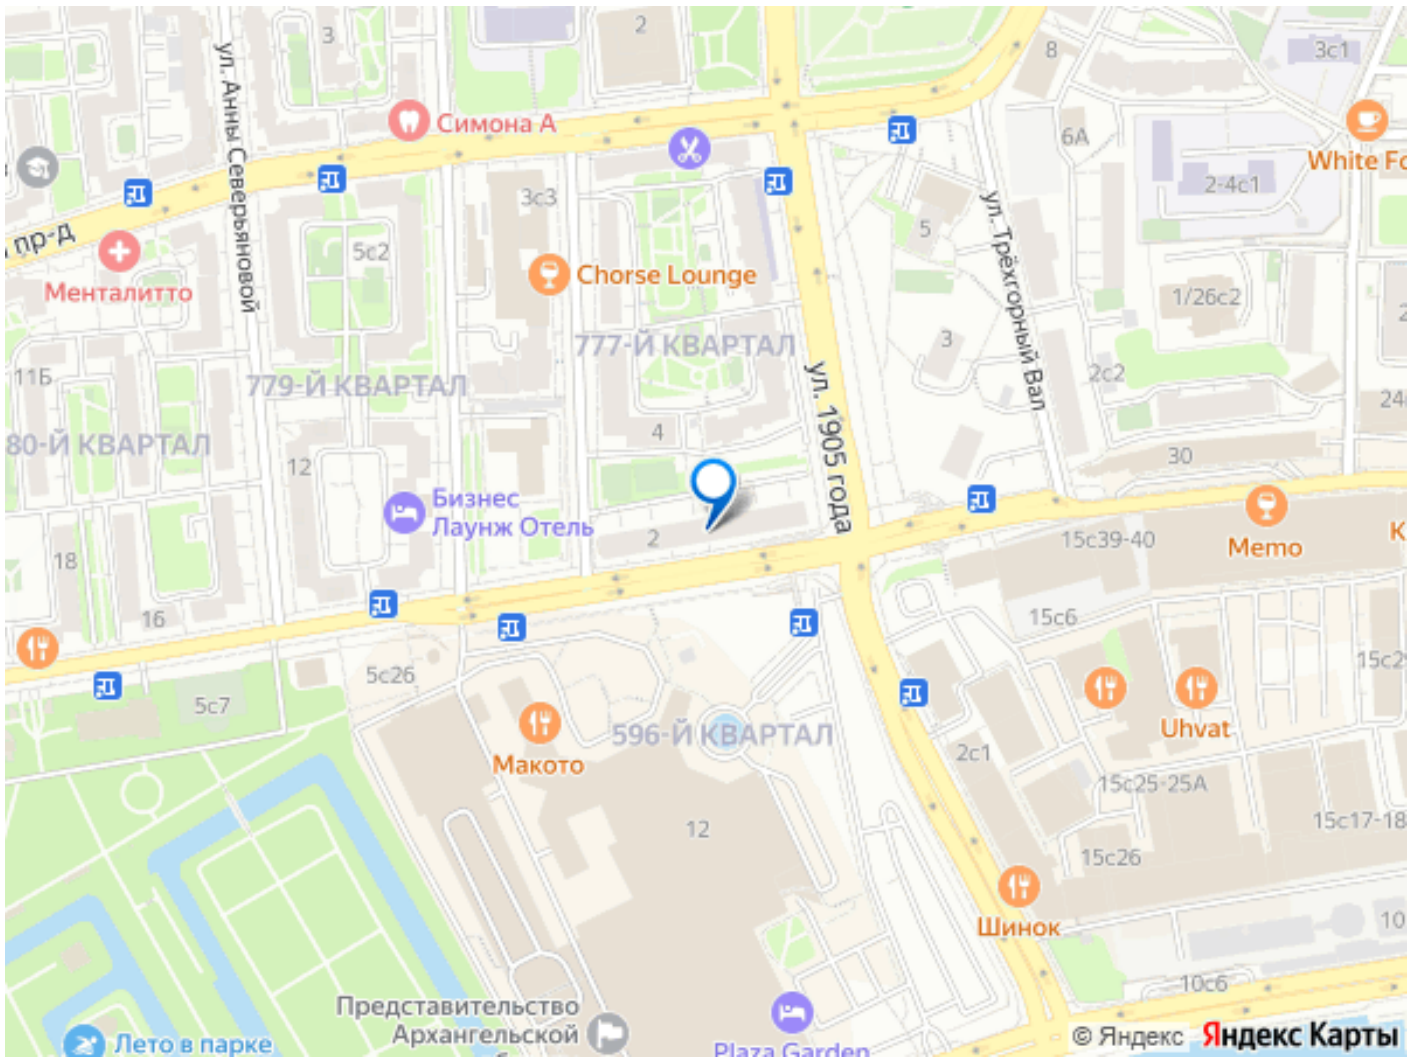 3
2
8
3с1
ул. Анны Северьяновой
Симона А
6А
White Fo
2-4с1
3с3
ул. Трёхгорный Вал
5
пр-д
5с2
Chorse Lounge
Менталитто
1/26с2
2
777-Й КВАРТАЛ
3
11Б
779-Й КВАРТАЛ
ул. 1905 года
2с2
24
80-Й КВАРТАЛ
4
12
30
Бизнес
Лаунж Отель
2
15с39-40
Memo
К
18
16
15с6
5с26
15с2
5с7
Uhvat
596-Й КВАРТАЛ
2с1
Макото
15с25-25А
12
15с17-18
15с26
Шинок
10
10с6
Представительство
Архангельской
Лето в парке
Plaza Garden
© Яндекс Яндекс Карты